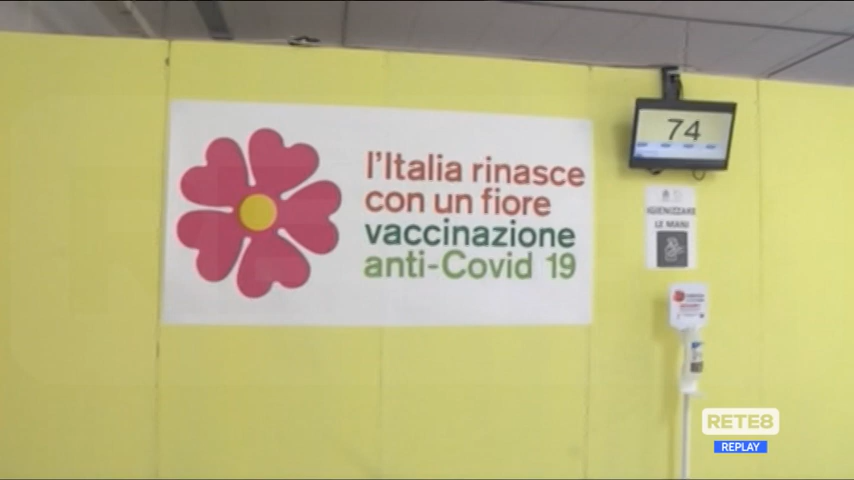 l'Italia rinasce
con un fiore
vaccinazione
anti-Covid 19
74
IGIENIZZARE
LE MANI
RETE8
REPLAY